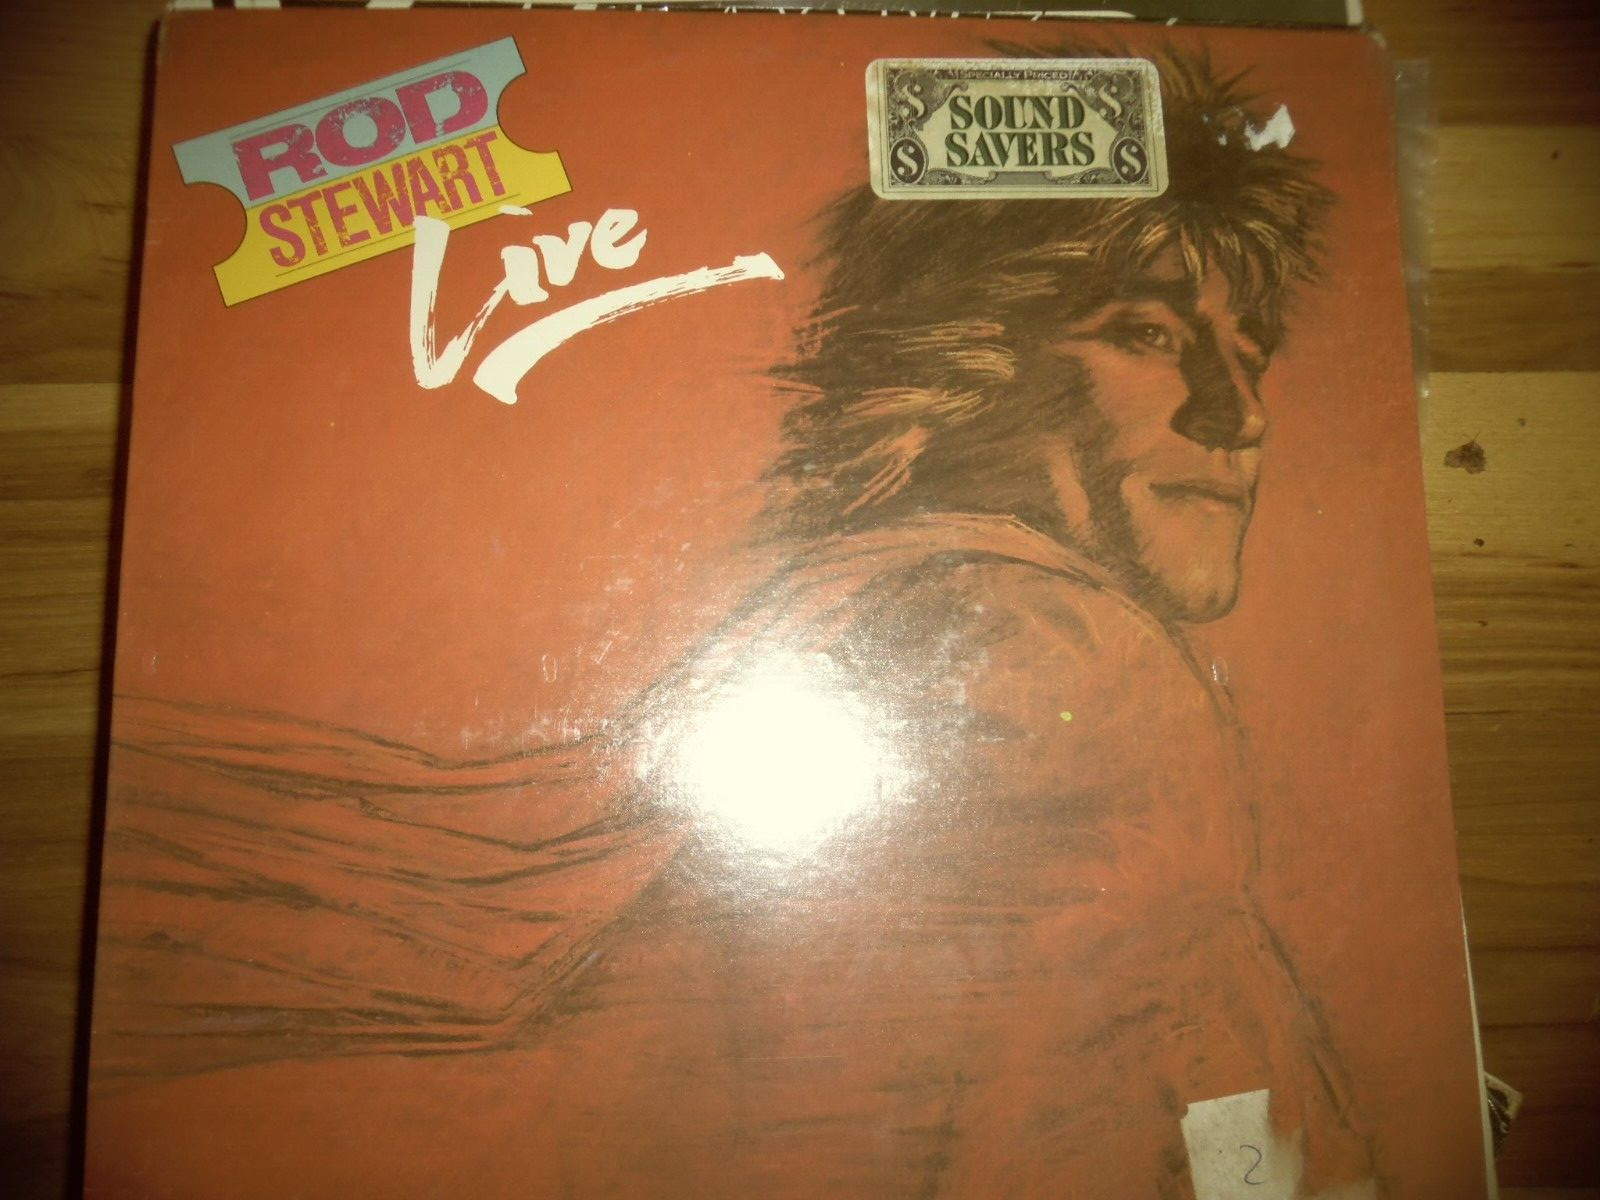 ROD
STEWART
Live
SPECIALLY PRICED
SOUND
SAVERS
2